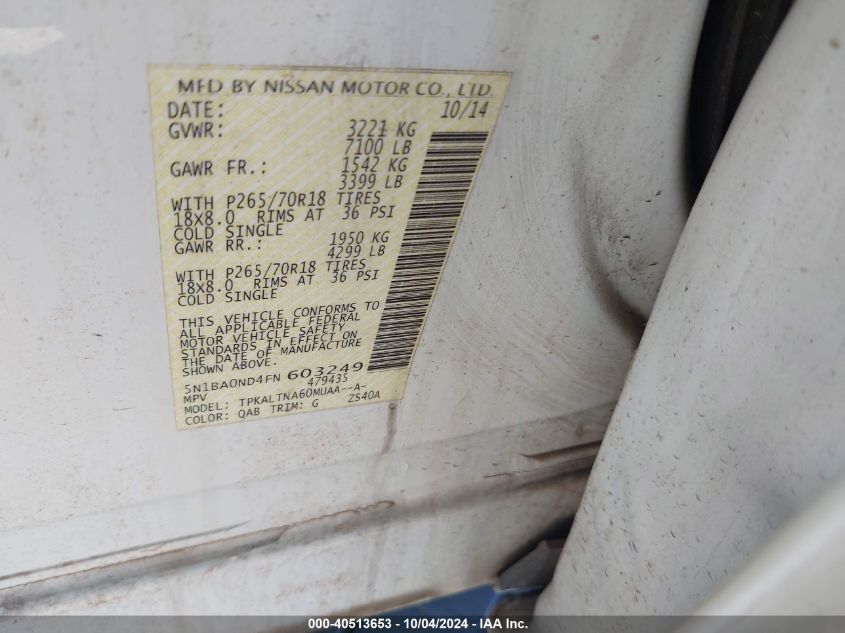 MFD BY NISSAN MOTOR CO., LTD.
DATE: 10/14
GVWR: 3221 KG
7100 LB
GAWR FR.: 1542 KG
3399 LB
WITH P265/70R18 TIRES
18X8.0 RIMS AT 36 PSI
COLD SINGLE
GAWR RR.: 1950 KG
4299 LB
WITH P265/70R18 TIRES
18X8.0 RIMS AT 36 PSI
COLD SINGLE
THIS VEHICLE CONFORMS TO
ALL APPLICABLE FEDERAL
MOTOR VEHICLE SAFETY
STANDARDS IN EFFECT ON
THE DATE OF MANUFACTURE
SHOWN ABOVE.
5N1BA0ND4FN 603249
MPV 479435
MODEL: TPKALTNA60MUAA--A-
COLOR: QAB TRIM: G ZS40A
000-40513653 - 10/04/2024 - IAA Inc.